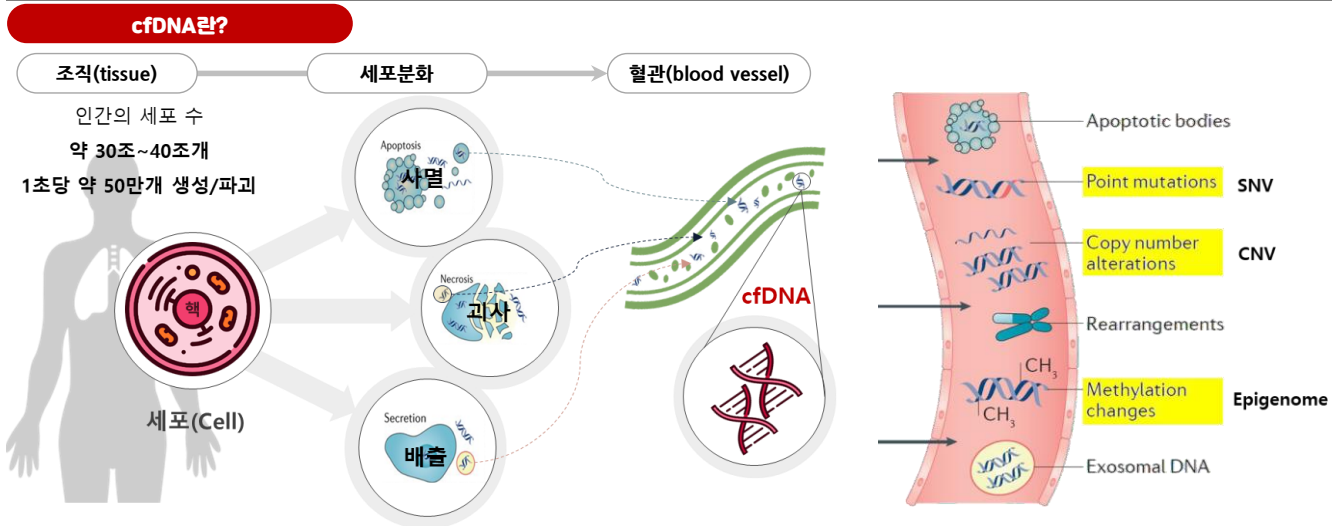 cfDNA란?
조직(tissue)
세포분화
혈관(blood vessel)
인간의 세포 수
약 30조~40조개
1초당 약 50만개 생성/파괴
핵
세포(Cell)
Apoptosis
사멸
Necrosis
괴사
Secretion
배출
cfDNA
Apoptotic bodies
Point mutations SNV
Copy number
alterations CNV
Rearrangements
CH3
Methylation
changes Epigenome
CH3
Exosomal DNA